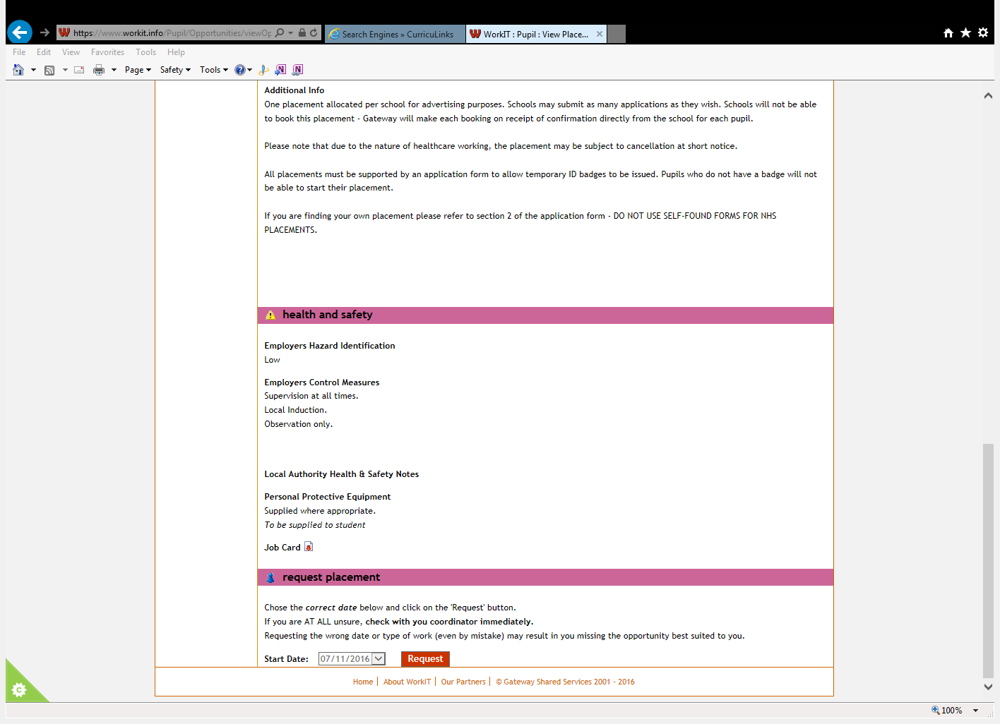 https://www.workit.info/Pupil/Opportunities/viewOp
Search Engines » CurricuLinks
WorkIT : Pupil : View Place...
File Edit View Favorites Tools Help
Page Safety Tools
Additional Info
One placement allocated per school for advertising purposes. Schools may submit as many applications as they wish. Schools will not be able
to book this placement - Gateway will make each booking on receipt of confirmation directly from the school for each pupil.
Please note that due to the nature of healthcare working, the placement may be subject to cancellation at short notice.
All placements must be supported by an application form to allow temporary ID badges to be issued. Pupils who do not have a badge will not
be able to start their placement.
If you are finding your own placement please refer to section 2 of the application form - DO NOT USE SELF-FOUND FORMS FOR NHS
PLACEMENTS.
health and safety
Employers Hazard Identification
Low
Employers Control Measures
Supervision at all times.
Local Induction.
Observation only.
Local Authority Health & Safety Notes
Personal Protective Equipment
Supplied where appropriate.
To be supplied to student
Job Card
request placement
Chose the correct date below and click on the 'Request' button.
If you are AT ALL unsure, check with you coordinator immediately.
Requesting the wrong date or type of work (even by mistake) may result in you missing the opportunity best suited to you.
Start Date: 07/11/2016 Request
Home | About WorkIT | Our Partners | © Gateway Shared Services 2001 - 2016
100%